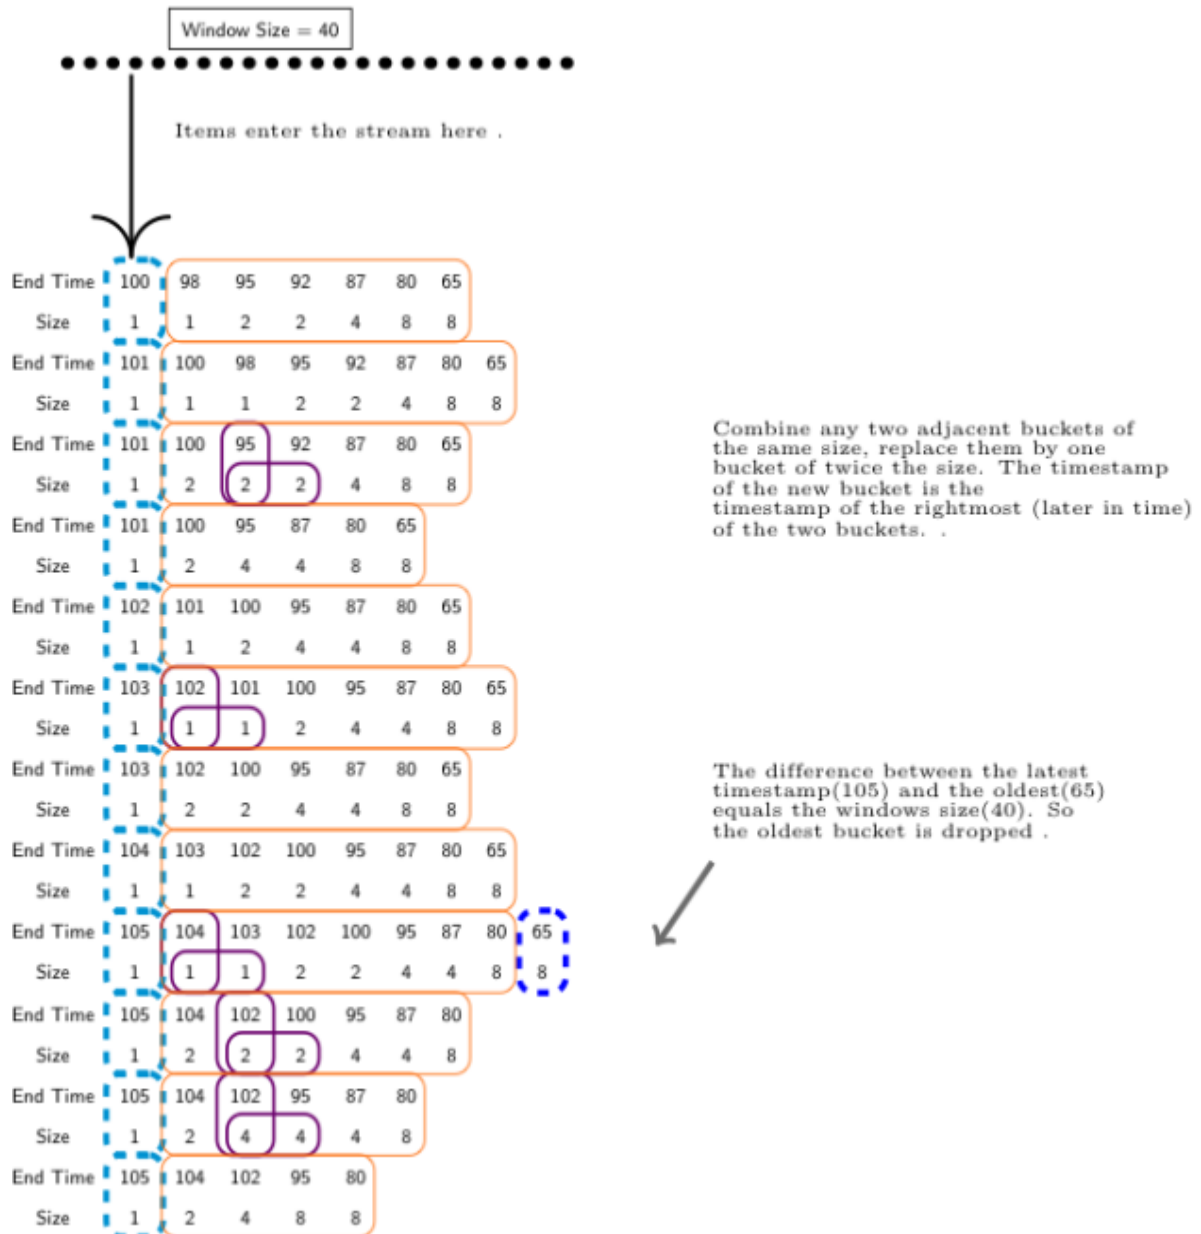 Window Size = 40
Items enter the stream here .
End Time 100 98 95 92 87 80 65
Size 1 1 2 2 4 8 8
End Time 101 100 98 95 92 87 80 65
Size 1 1 1 2 2 4 8 8
End Time 101 100 95 92 87 80 65
Size 1 2 2 2 4 8 8
End Time 101 100 95 87 80 65
Size 1 2 4 4 8 8
End Time 102 101 100 95 87 80 65
Size 1 1 2 4 4 8 8
End Time 103 102 101 100 95 87 80 65
Size 1 1 1 2 4 4 8 8
End Time 103 102 100 95 87 80 65
Size 1 2 2 4 4 8 8
End Time 104 103 102 100 95 87 80 65
Size 1 1 2 2 4 4 8 8
End Time 105 104 103 102 100 95 87 80 65
Size 1 1 1 2 2 4 4 8 8
End Time 105 104 102 100 95 87 80
Size 1 2 2 2 4 4 8
End Time 105 104 102 95 87 80
Size 1 2 4 4 4 8
End Time 105 104 102 95 80
Size 1 2 4 8 8
Combine any two adjacent buckets of
the same size, replace them by one
bucket of twice the size. The timestamp
of the new bucket is the
timestamp of the rightmost (later in time)
of the two buckets. .
The difference between the latest
timestamp(105) and the oldest(65)
equals the windows size(40). So
the oldest bucket is dropped .